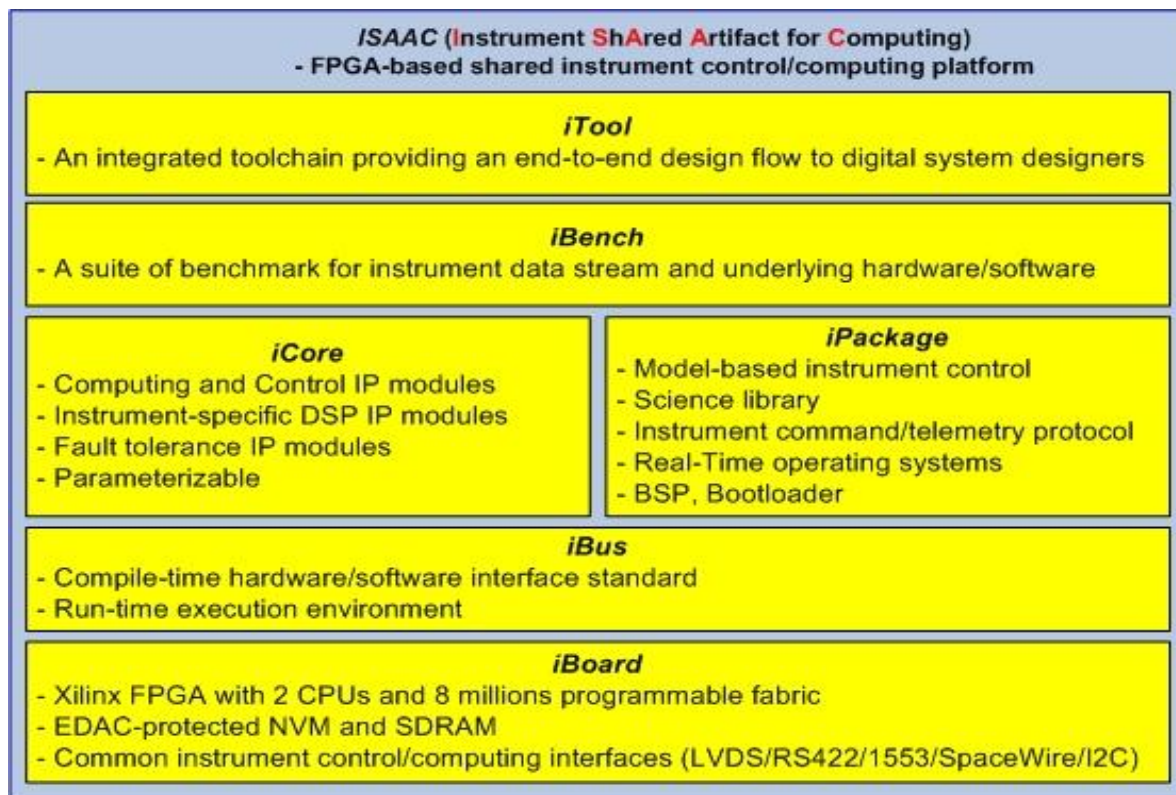 ISAAC (Instrument ShAred Artifact for Computing)
- FPGA-based shared instrument control/computing platform
iTool
- An integrated toolchain providing an end-to-end design flow to digital system designers
iBench
- A suite of benchmark for instrument data stream and underlying hardware/software
iCore
- Computing and Control IP modules
- Instrument-specific DSP IP modules
- Fault tolerance IP modules
- Parameterizable
iPackage
- Model-based instrument control
- Science library
- Instrument command/telemetry protocol
- Real-Time operating systems
- BSP, Bootloader
iBus
- Compile-time hardware/software interface standard
- Run-time execution environment
iBoard
- Xilinx FPGA with 2 CPUs and 8 millions programmable fabric
- EDAC-protected NVM and SDRAM
- Common instrument control/computing interfaces (LVDS/RS422/1553/SpaceWire/I2C)